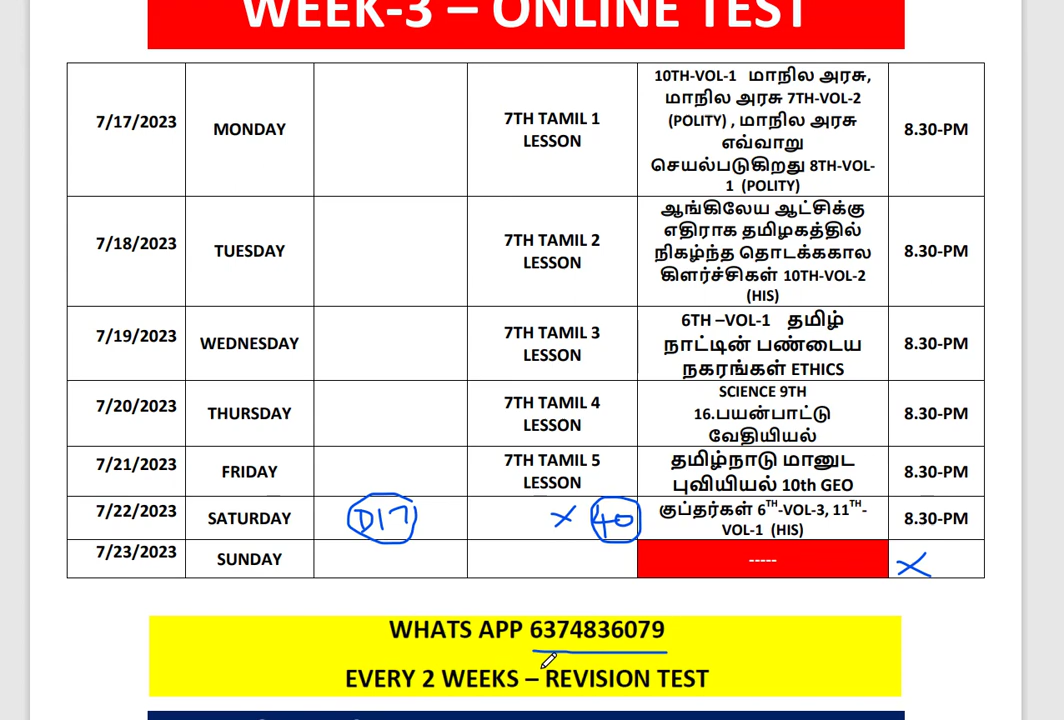 WEEK-3 – ONLINE TEST
7/17/2023 MONDAY 7TH TAMIL 1 LESSON 10TH-VOL-1 மாநில அரசு, மாநில அரசு 7TH-VOL-2 (POLITY) , மாநில அரசு எவ்வாறு செயல்படுகிறது 8TH-VOL-1 (POLITY) 8.30-PM
7/18/2023 TUESDAY 7TH TAMIL 2 LESSON ஆங்கிலேய ஆட்சிக்கு எதிராக தமிழகத்தில் நிகழ்ந்த தொடக்ககால கிளர்ச்சிகள் 10TH-VOL-2 (HIS) 8.30-PM
7/19/2023 WEDNESDAY 7TH TAMIL 3 LESSON 6TH –VOL-1 தமிழ் நாட்டின் பண்டைய நகரங்கள் ETHICS 8.30-PM
7/20/2023 THURSDAY 7TH TAMIL 4 LESSON SCIENCE 9TH 16.பயன்பாட்டு வேதியியல் 8.30-PM
7/21/2023 FRIDAY 7TH TAMIL 5 LESSON தமிழ்நாடு மானுட புவியியல் 10th GEO 8.30-PM
7/22/2023 SATURDAY D17 X 40 குப்தர்கள் 6TH-VOL-3, 11TH-VOL-1 (HIS) 8.30-PM
7/23/2023 SUNDAY ----- X
WHATS APP 6374836079
EVERY 2 WEEKS – REVISION TEST